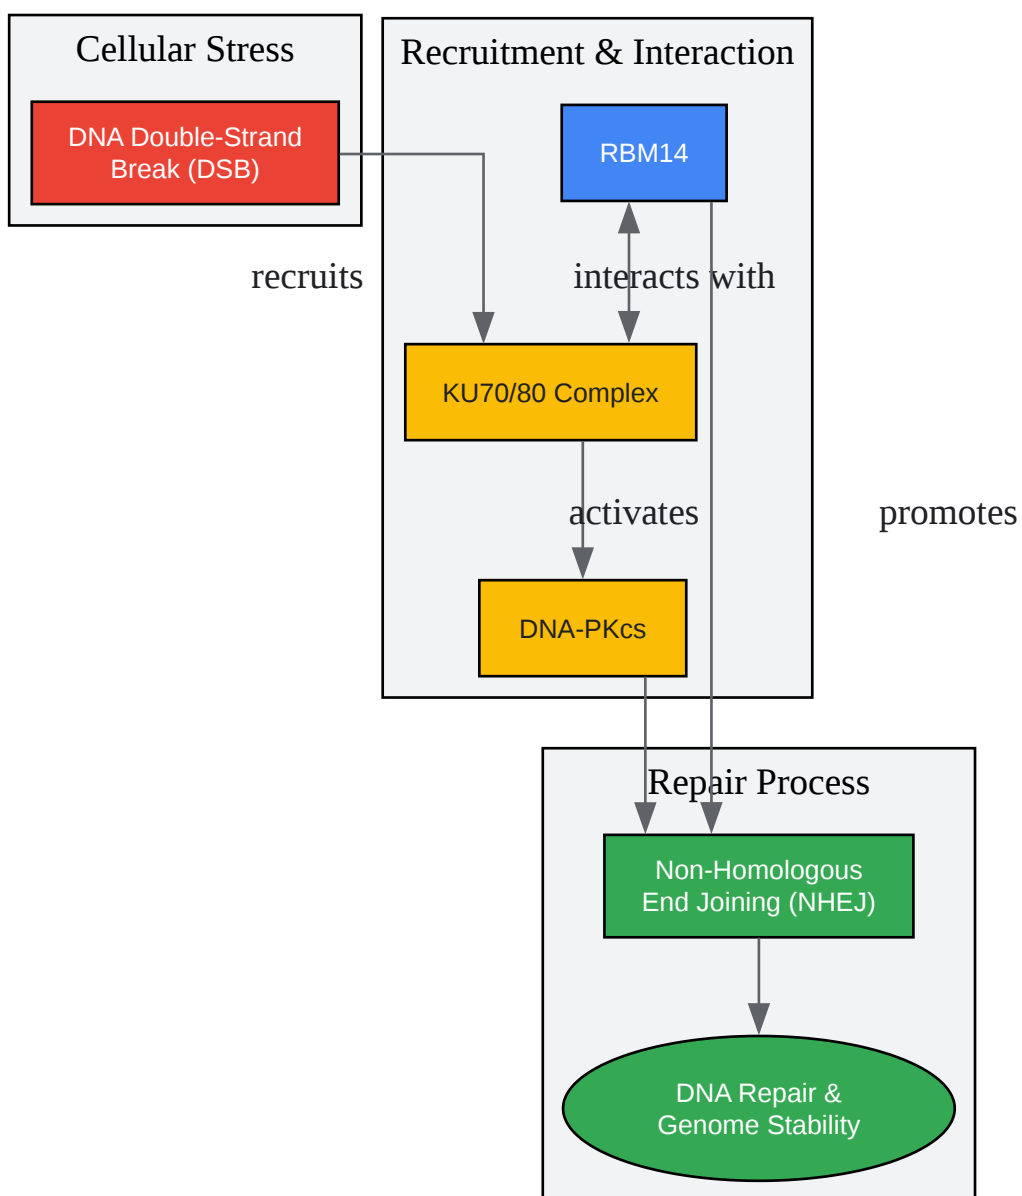 Cellular Stress
DNA Double-Strand
Break (DSB)
Recruitment & Interaction
RBM14
recruits
interacts with
KU70/80 Complex
activates
promotes
DNA-PKcs
Repair Process
Non-Homologous
End Joining (NHEJ)
DNA Repair &
Genome Stability